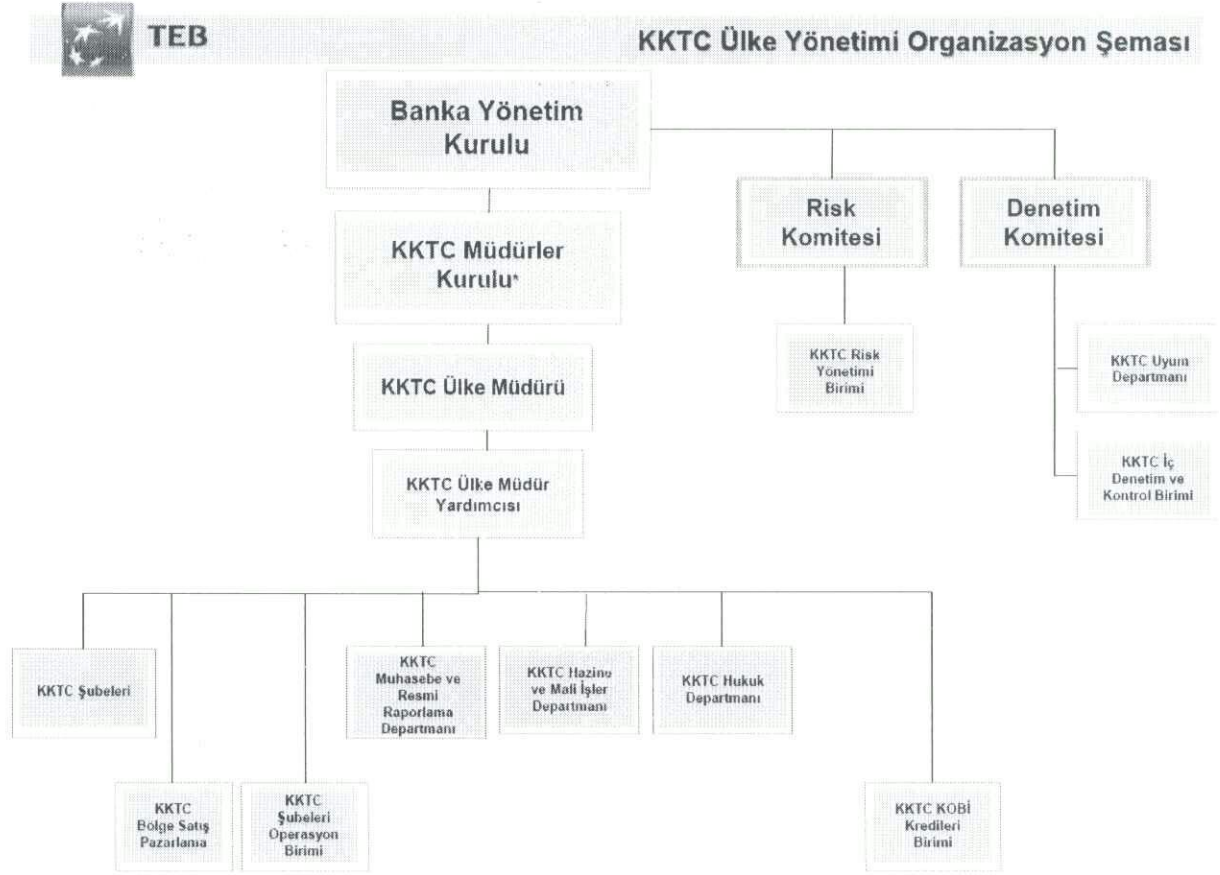 TEB
KKTC Ülke Yönetimi Organizasyon Şeması
Banka Yönetim
Kurulu
Risk
Komitesi
Denetim
Komitesi
KKTC Müdürler
Kurulu*
KKTC Risk
Yönetimi
Birimi
KKTC Uyum
Departmanı
KKTC Ülke Müdürü
KKTC İç
Denetim ve
Kontrol Birimi
KKTC Ülke Müdür
Yardımcısı
KKTC Şubeleri
KKTC
Muhasebe ve
Resmi
Raporlama
Departmanı
KKTC Hazine
ve Mali İşler
Departmanı
KKTC Hukuk
Departmanı
KKTC
Bölge Satış
Pazarlama
KKTC
Şubeleri
Operasyon
Birimi
KKTC KOBİ
Kredileri
Birimi